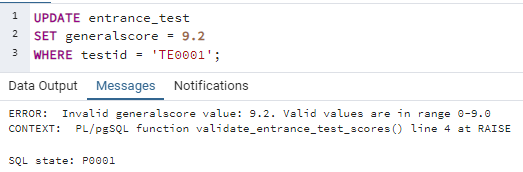 1 UPDATE entrance_test
2 SET generalscore = 9.2
3 WHERE testid = 'TE0001';
Data Output Messages Notifications
ERROR: Invalid generalscore value: 9.2. Valid values are in range 0-9.0
CONTEXT: PL/pgSQL function validate_entrance_test_scores() line 4 at RAISE
SQL state: P0001